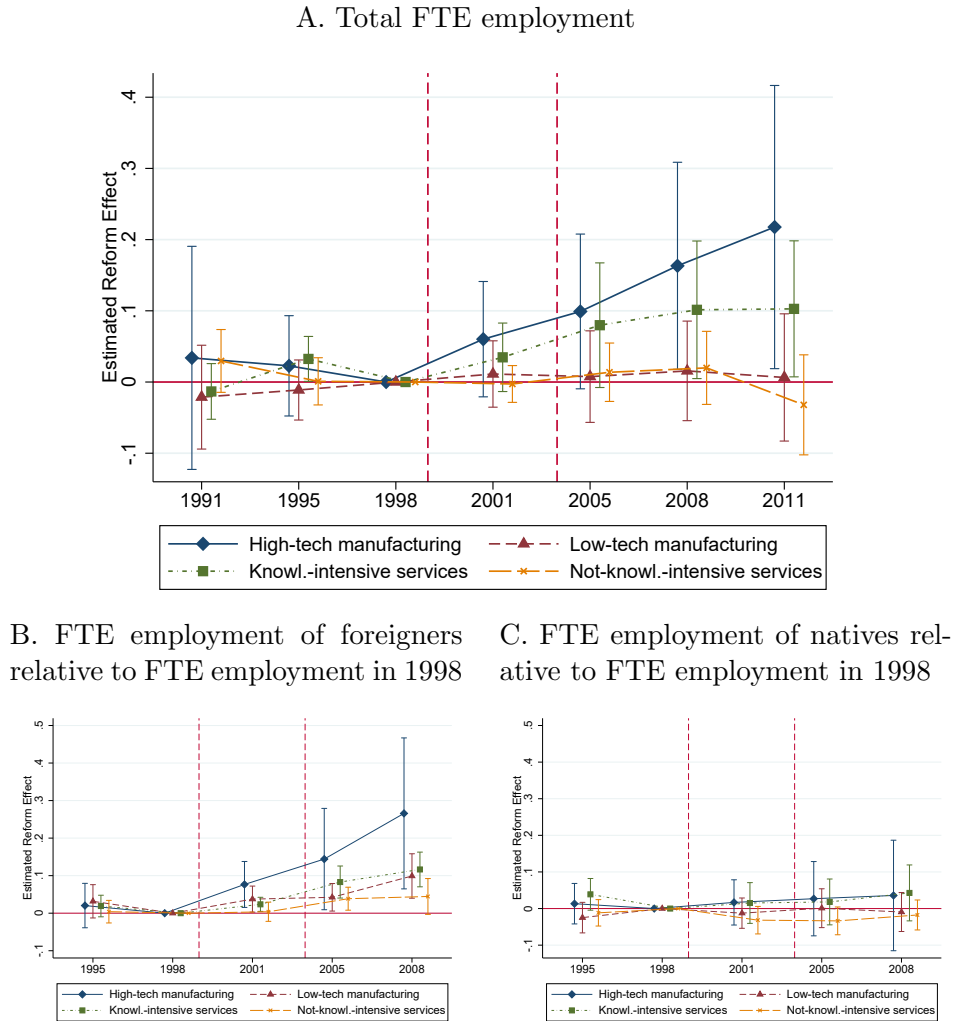 A. Total FTE employment
Estimated Reform Effect
.4
.3
.2
.1
0
-.1
1991 1995 1998 2001 2005 2008 2011
High-tech manufacturing Low-tech manufacturing
Knowl.-intensive services Not-knowl.-intensive services
B. FTE employment of foreigners
relative to FTE employment in 1998
Estimated Reform Effect
.5
.4
.3
.2
.1
0
-.1
1995 1998 2001 2005 2008
High-tech manufacturing Low-tech manufacturing
Knowl.-intensive services Not-knowl.-intensive services
C. FTE employment of natives rel-
ative to FTE employment in 1998
Estimated Reform Effect
.5
.4
.3
.2
.1
0
-.1
1995 1998 2001 2005 2008
High-tech manufacturing Low-tech manufacturing
Knowl.-intensive services Not-knowl.-intensive services